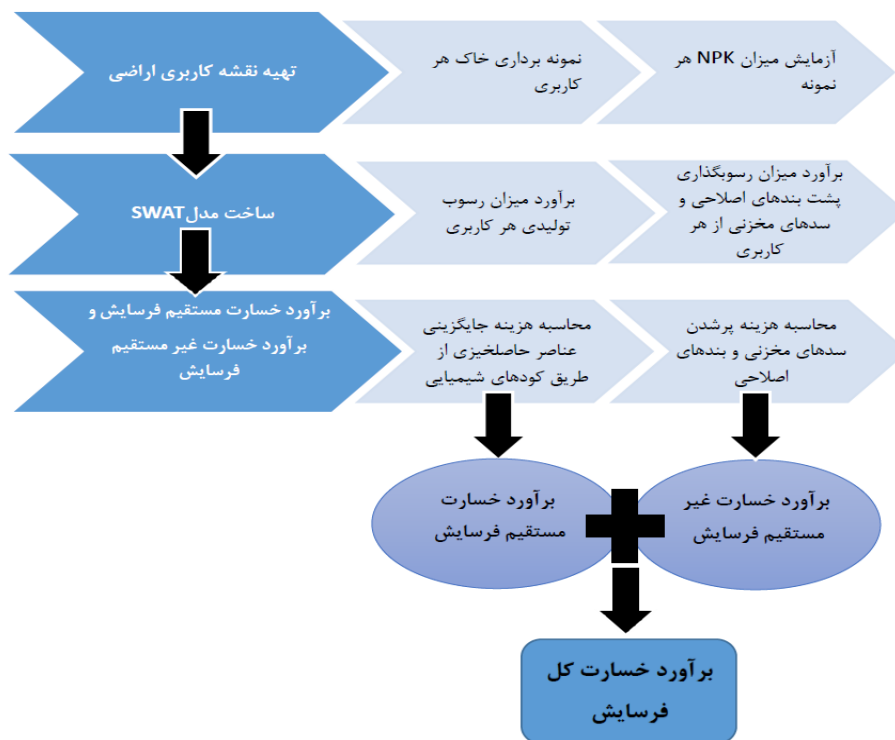 تهیه نقشه کاربری اراضی
نمونه برداری خاک هر
کاربری
آزمایش میزان NPK هر
نمونه
ساخت مدل SWAT
برآورد میزان رسوب
تولیدی هر کاربری
برآورد میزان رسوبگذاری
پشت بندهای اصلاحی و
سدهای مخزنی از هر
کاربری
برآورد خسارت مستقیم فرسایش و
برآورد خسارت غیر مستقیم
فرسایش
محاسبه هزینه جایگزینی
عناصر حاصلخیزی از
طریق کودهای شیمیایی
محاسبه هزینه پرشدن
سدهای مخزنی و بندهای
اصلاحی
برآورد خسارت
مستقیم فرسایش
برآورد خسارت غیر
مستقیم فرسایش
برآورد خسارت کل
فرسایش